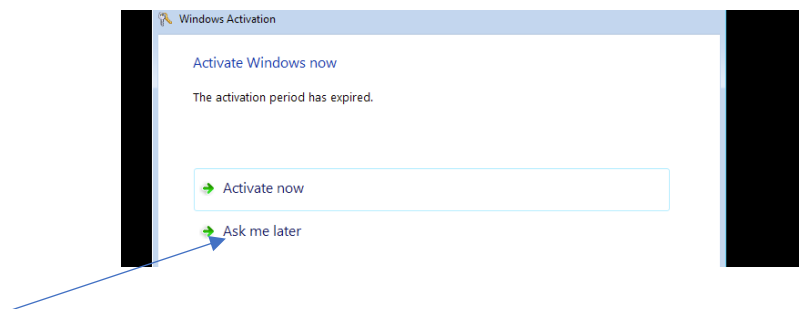 Windows Activation
Activate Windows now
The activation period has expired.
Activate now
Ask me later